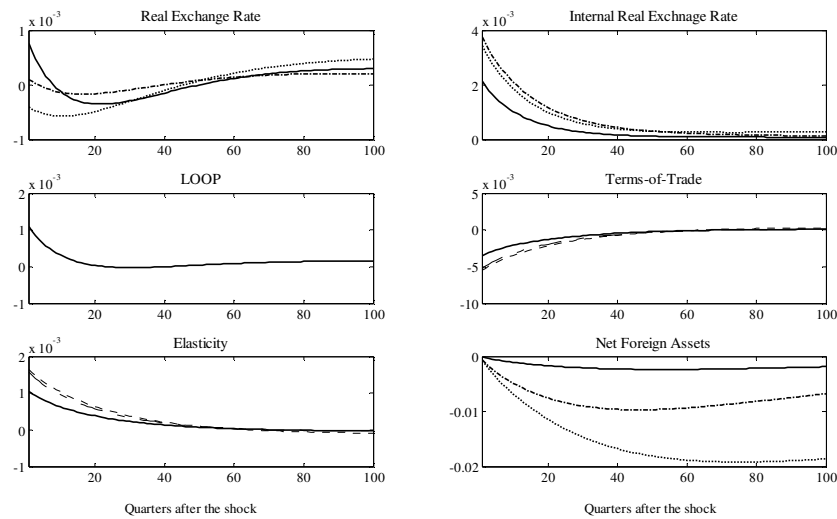 Real Exchange Rate
x 10⁻³
1
0
-1
20 40 60 80 100
Internal Real Exchnage Rate
x 10⁻³
4
2
0
20 40 60 80 100
LOOP
x 10⁻³
2
1
0
-1
20 40 60 80 100
Terms-of-Trade
x 10⁻³
5
0
-5
-10
20 40 60 80 100
Elasticity
x 10⁻³
2
1
0
-1
20 40 60 80 100
Quarters after the shock
Net Foreign Assets
0
-0.01
-0.02
20 40 60 80 100
Quarters after the shock